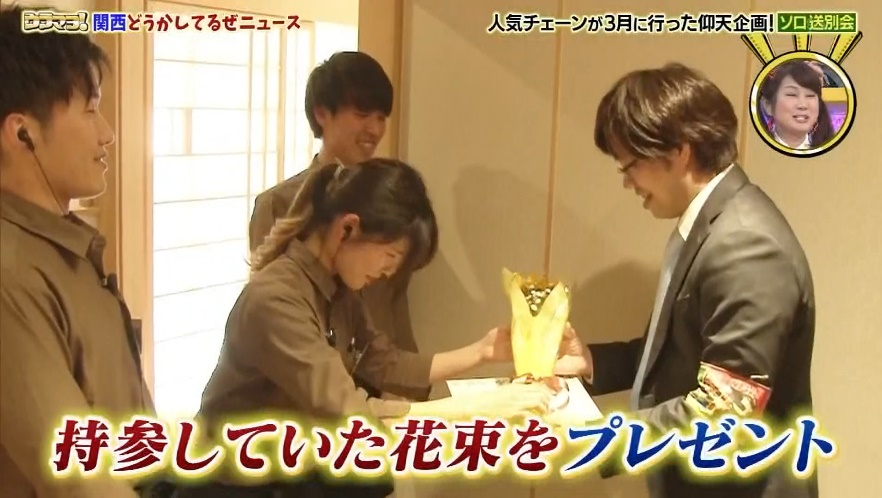 ウラマヨ! 関西どうかしてるぜニュース
人気チェーンが3月に行った仰天企画! ソロ送別会
持参していた花束をプレゼント